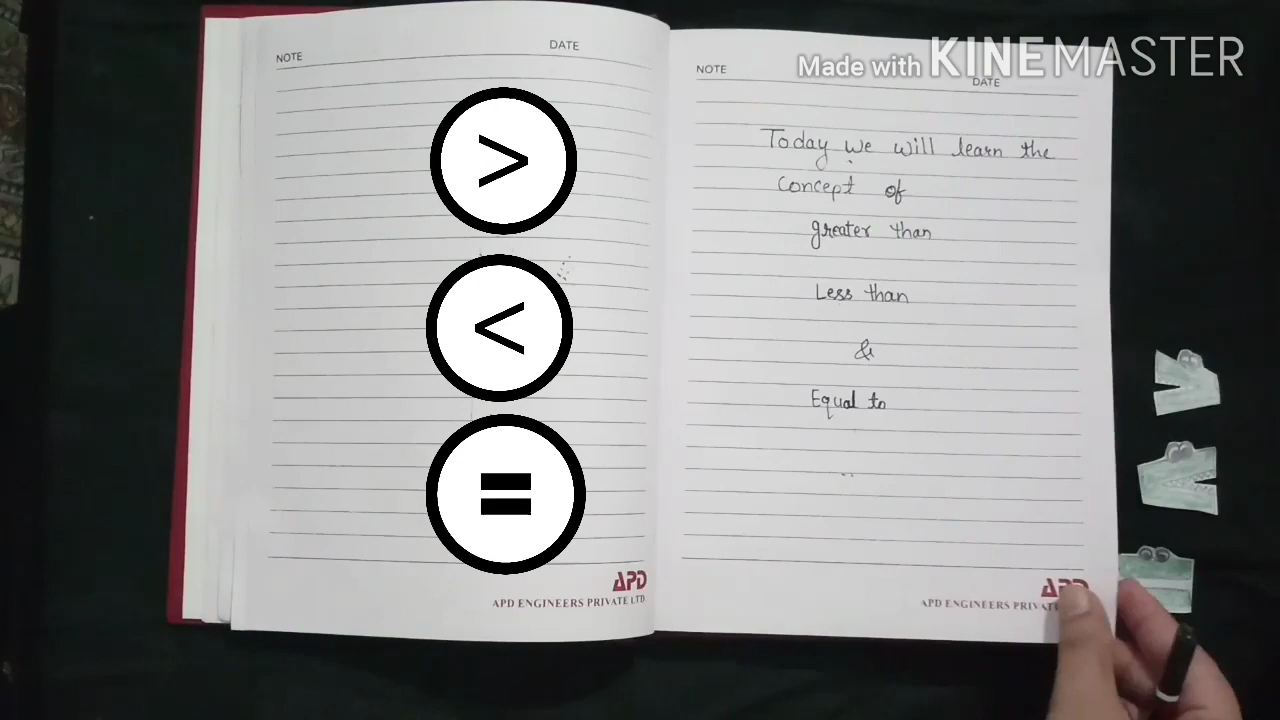 NOTE
DATE
>
<
=
APD
APD ENGINEERS PRIVATE LTD
Made with KINEMASTER
NOTE
DATE
Today we will learn the
concept of
greater than
Less than
&
Equal to
APD
APD ENGINEERS